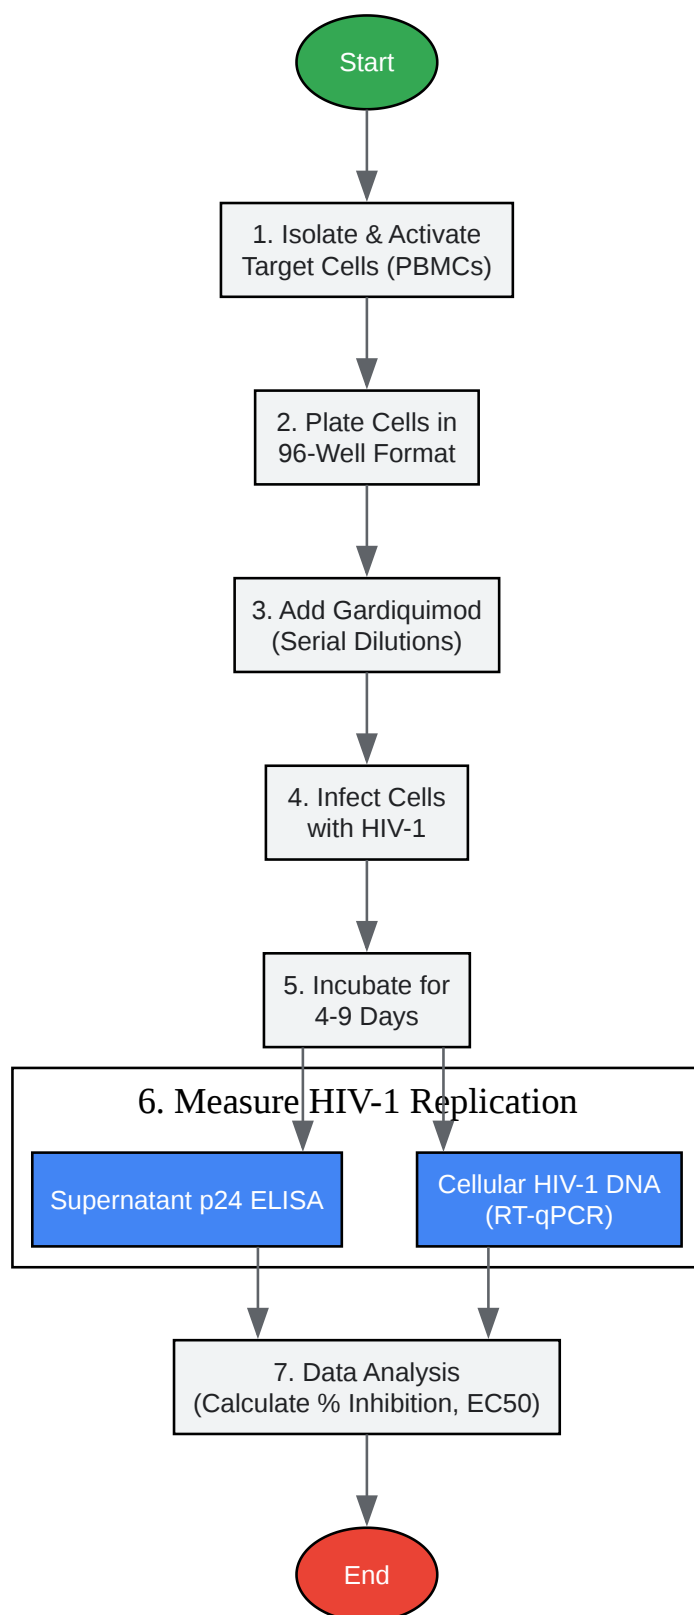 Start
1. Isolate & Activate
Target Cells (PBMCs)
2. Plate Cells in
96-Well Format
3. Add Gardiquimod
(Serial Dilutions)
4. Infect Cells
with HIV-1
5. Incubate for
4-9 Days
6. Measure HIV-1 Replication
Supernatant p24 ELISA
Cellular HIV-1 DNA
(RT-qPCR)
7. Data Analysis
(Calculate % Inhibition, EC50)
End